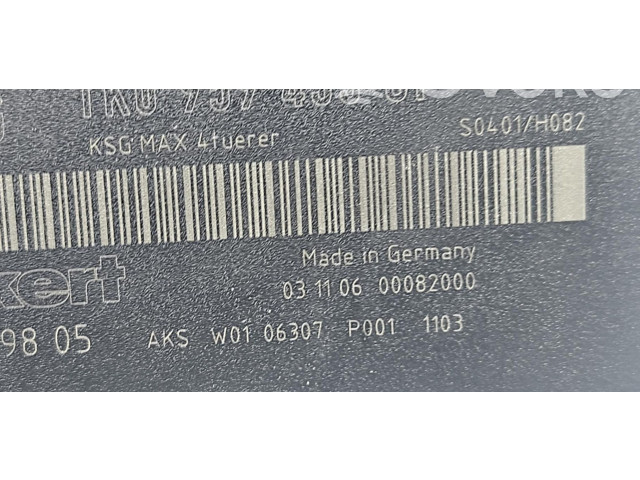 KSG MAX 4tuerer
S0401/H082
Made in Germany
kert
03 11 06 00082000
98 05 AKS W01 06307 P001 1103